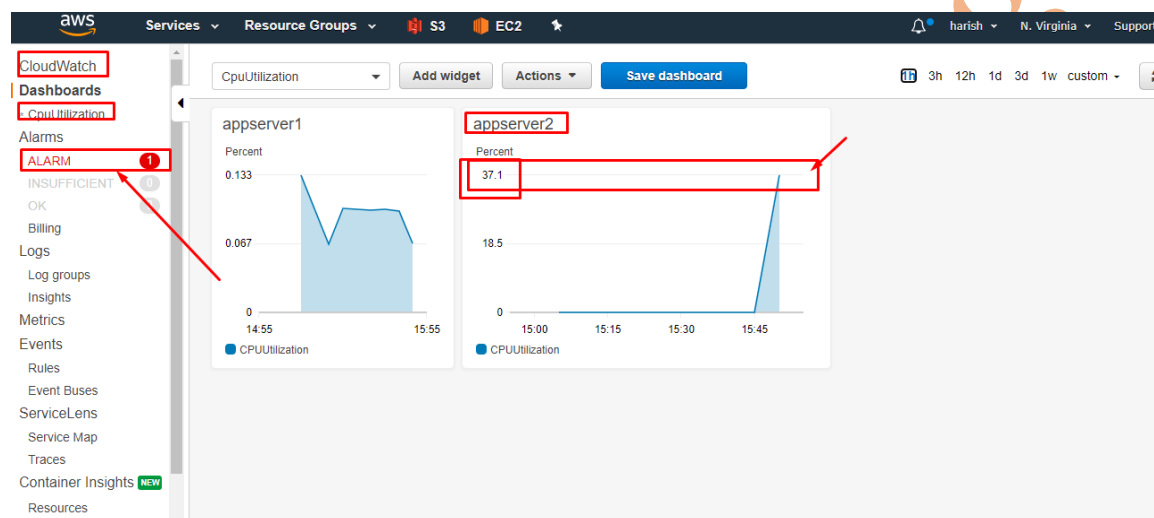 aws Services Resource Groups S3 EC2 harish N. Virginia Support
CloudWatch
Dashboards
CpuUtilization
Alarms
ALARM 1
INSUFFICIENT 0
OK 0
Billing
Logs
Log groups
Insights
Metrics
Events
Rules
Event Buses
ServiceLens
Service Map
Traces
Container Insights NEW
Resources
CpuUtilization Add widget Actions Save dashboard 1h 3h 12h 1d 3d 1w custom
appserver1
Percent
0.133
0.067
0
14:55 15:55
CPUUtilization
appserver2
Percent
37.1
18.5
0
15:00 15:15 15:30 15:45
CPUUtilization